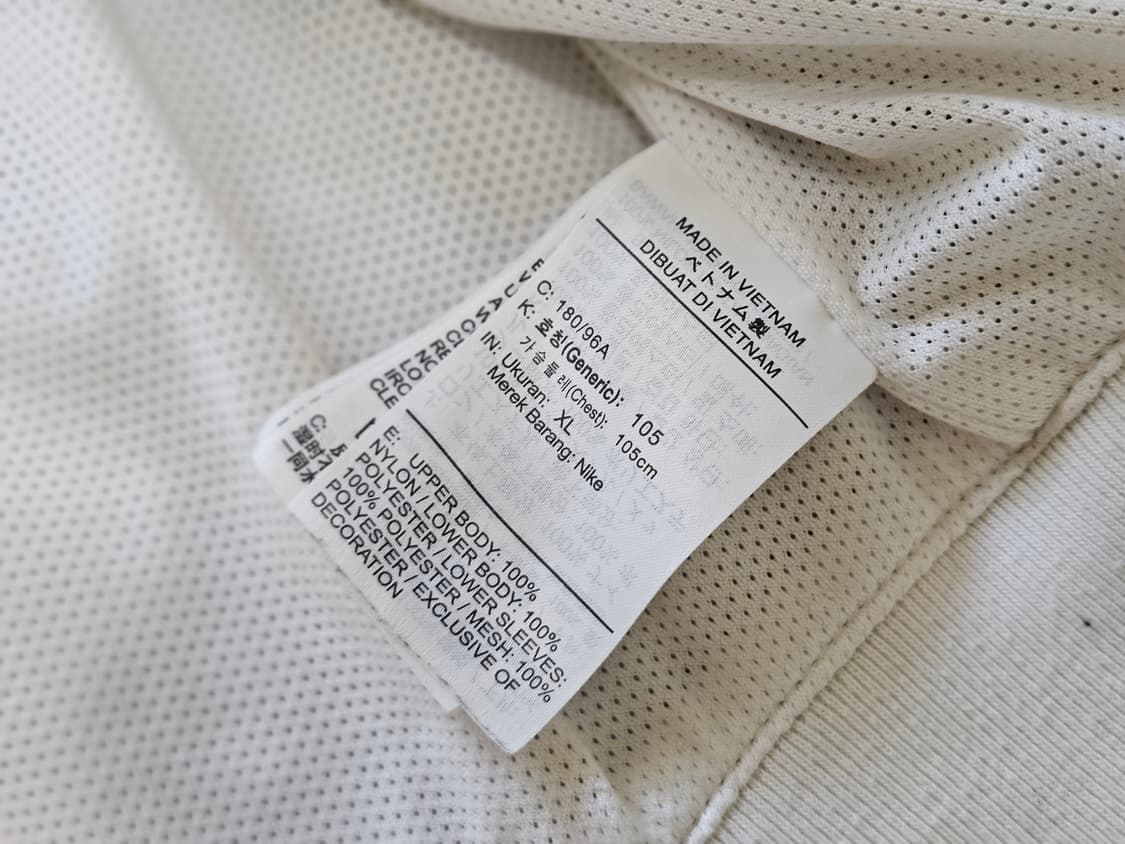 MADE IN VIETNAM
ベトナム製
DIBUAT DI VIETNAM
C: 180/96A
K: 호칭(Generic): 105
가슴둘레(Chest): 105cm
IN: Ukuran: XL
Merek Barang: Nike
E: UPPER BODY: 100%
NYLON / LOWER BODY: 100%
POLYESTER / LOWER SLEEVES:
100% POLYESTER / MESH: 100%
POLYESTER / EXCLUSIVE OF
DECORATION